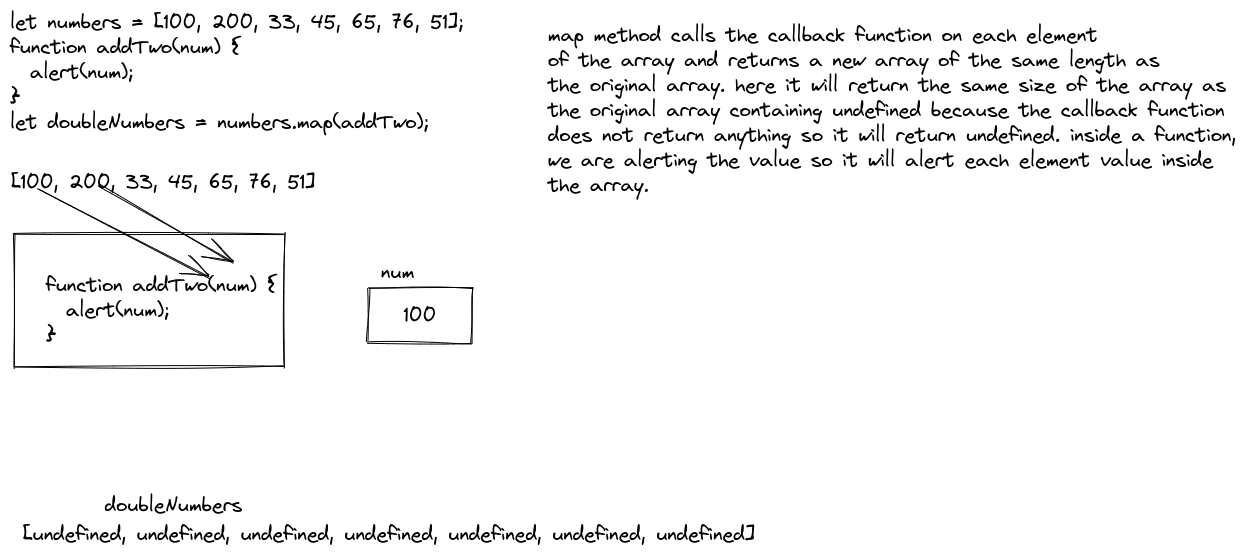 let numbers = [100, 200, 33, 45, 65, 76, 51];
function addTwo(num) {
alert(num);
}
let doubleNumbers = numbers.map(addTwo);
[100, 200, 33, 45, 65, 76, 51]
function addTwo(num) {
alert(num);
}
num
100
doubleNumbers
[undefined, undefined, undefined, undefined, undefined, undefined, undefined]
map method calls the callback function on each element
of the array and returns a new array of the same length as
the original array. here it will return the same size of the array as
the original array containing undefined because the callback function
does not return anything so it will return undefined. inside a function,
we are alerting the value so it will alert each element value inside
the array.